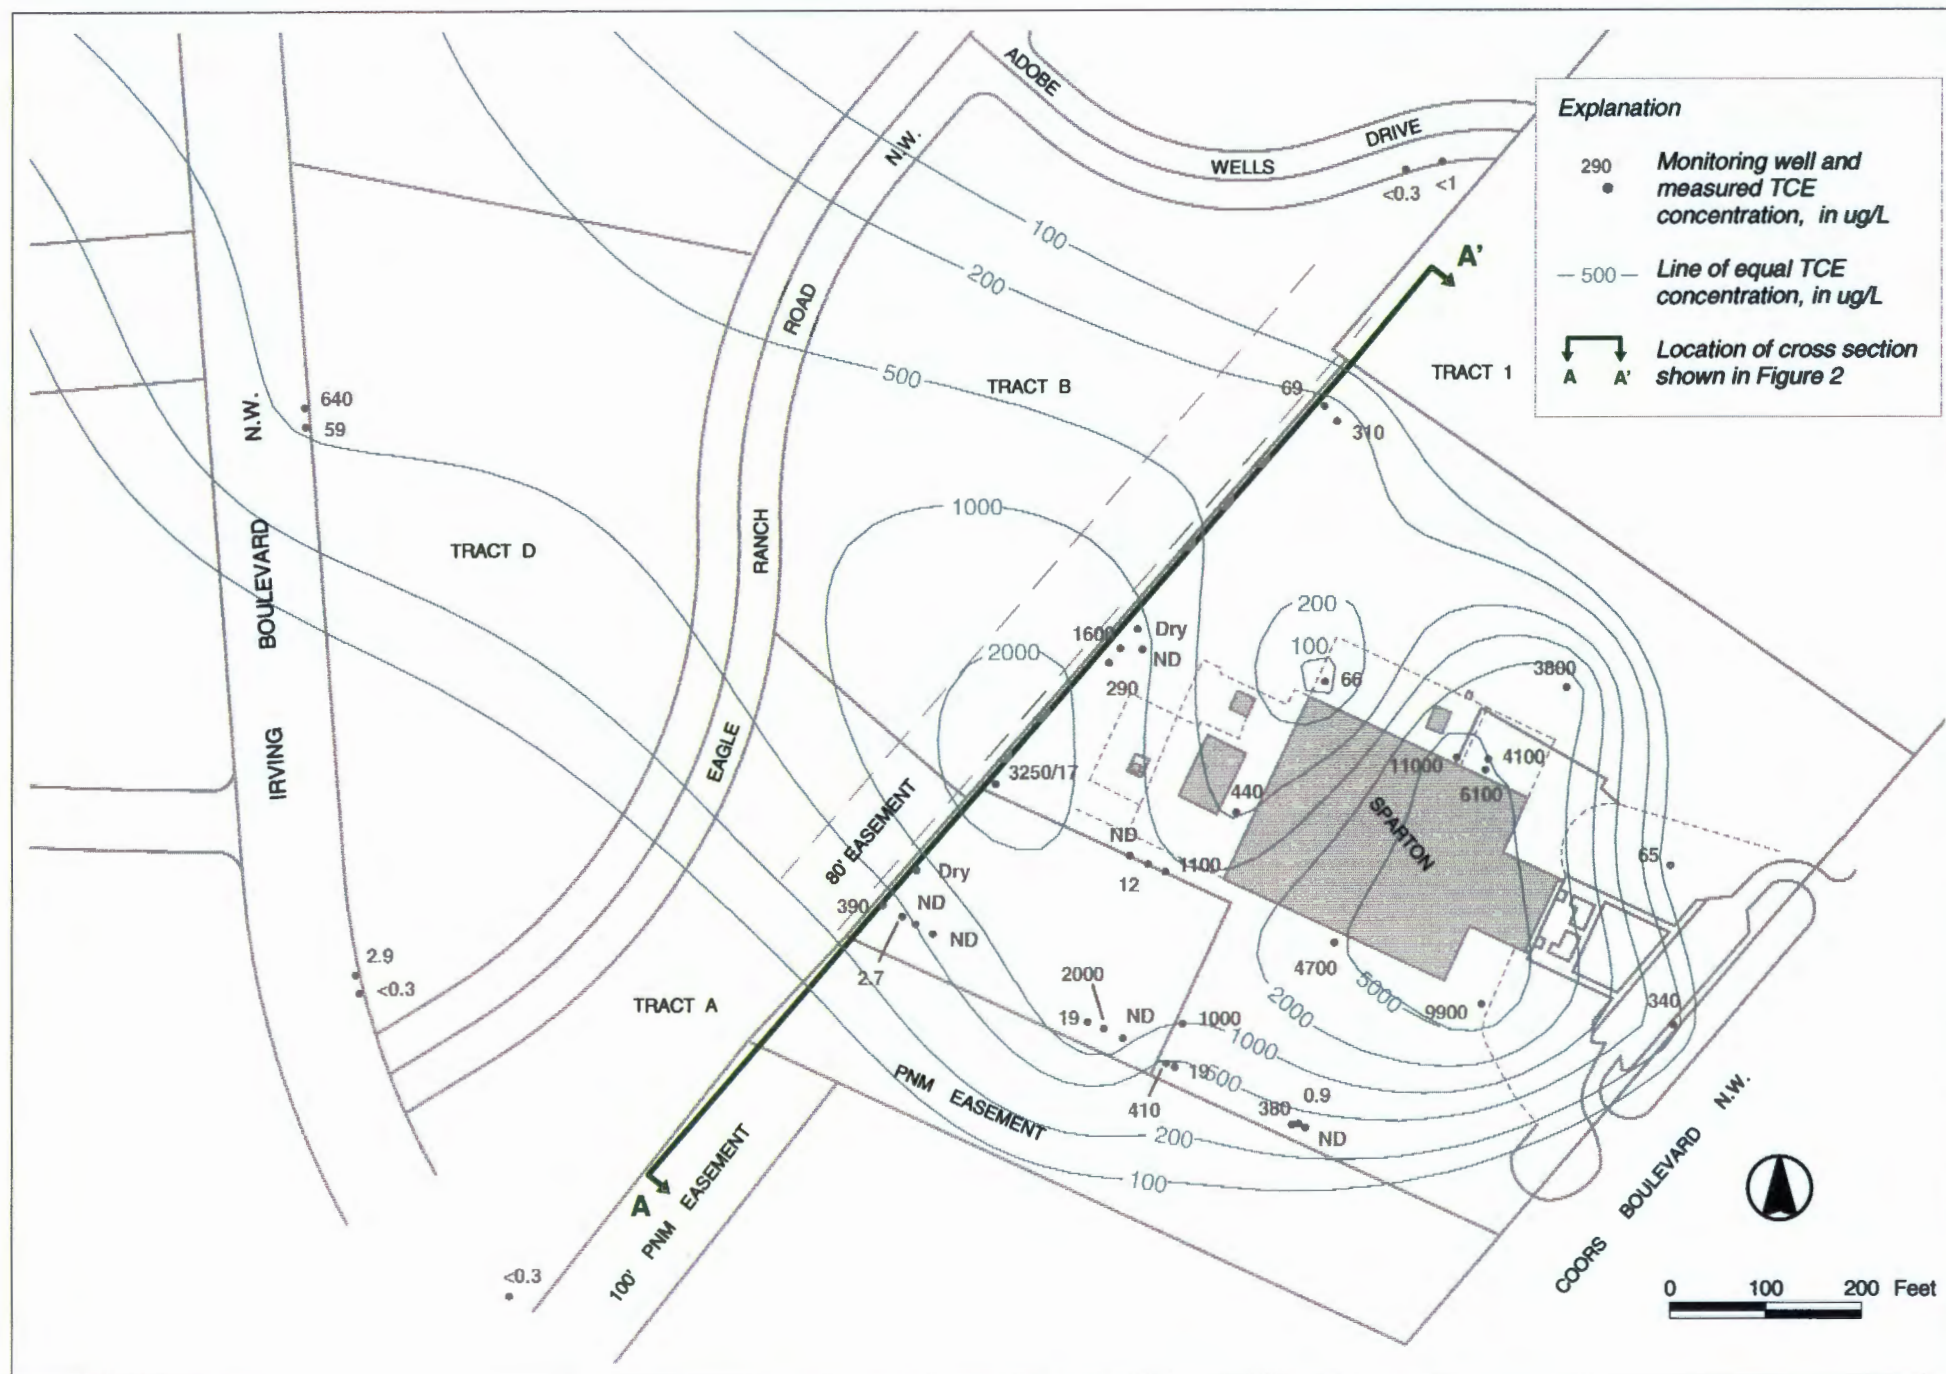 ADOBE
WELLS
DRIVE
<0.3
<1
Explanation
290
Monitoring well and
measured TCE
concentration, in ug/L
— 500 —
Line of equal TCE
concentration, in ug/L
A A'
Location of cross section
shown in Figure 2
N.W.
ROAD
RANCH
EAGLE
100
200
500
A'
TRACT B
TRACT 1
69
310
N.W.
BOULEVARD
IRVING
640
59
TRACT D
1000
2000
1600
Dry
ND
290
200
100
66
3800
11000
4100
6100
3250/17
440
SPARTON
80' EASEMENT
ND
12
1100
65
Dry
390
ND
ND
2.7
2.9
<0.3
TRACT A
2000
19
ND
1000
4700
9900
5000
2000
1000
500
340
19
410
380
0.9
ND
PNM EASEMENT
200
100
A
100' PNM EASEMENT
<0.3
COORS BOULEVARD N.W.
0 100 200 Feet